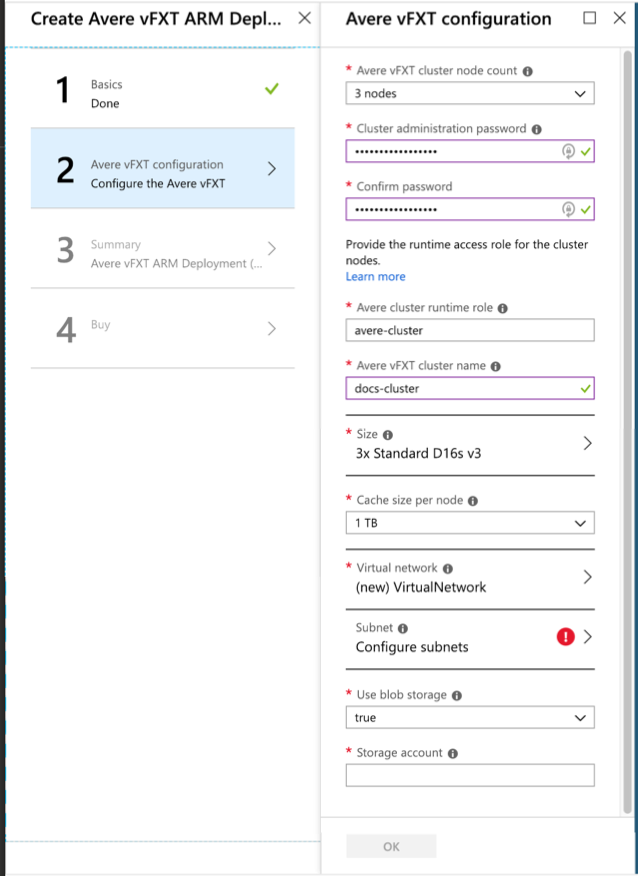 Create Avere vFXT ARM Depl...
1
Basics
Done
2
Avere vFXT configuration
Configure the Avere vFXT
3
Summary
Avere vFXT ARM Deployment (...
4
Buy
Avere vFXT configuration
* Avere vFXT cluster node count
3 nodes
* Cluster administration password
•••••••••••••••••
* Confirm password
•••••••••••••••••
Provide the runtime access role for the cluster
nodes.
Learn more
* Avere cluster runtime role
avere-cluster
* Avere vFXT cluster name
docs-cluster
* Size
3x Standard D16s v3
* Cache size per node
1 TB
* Virtual network
(new) VirtualNetwork
Subnet
Configure subnets
* Use blob storage
true
* Storage account
OK